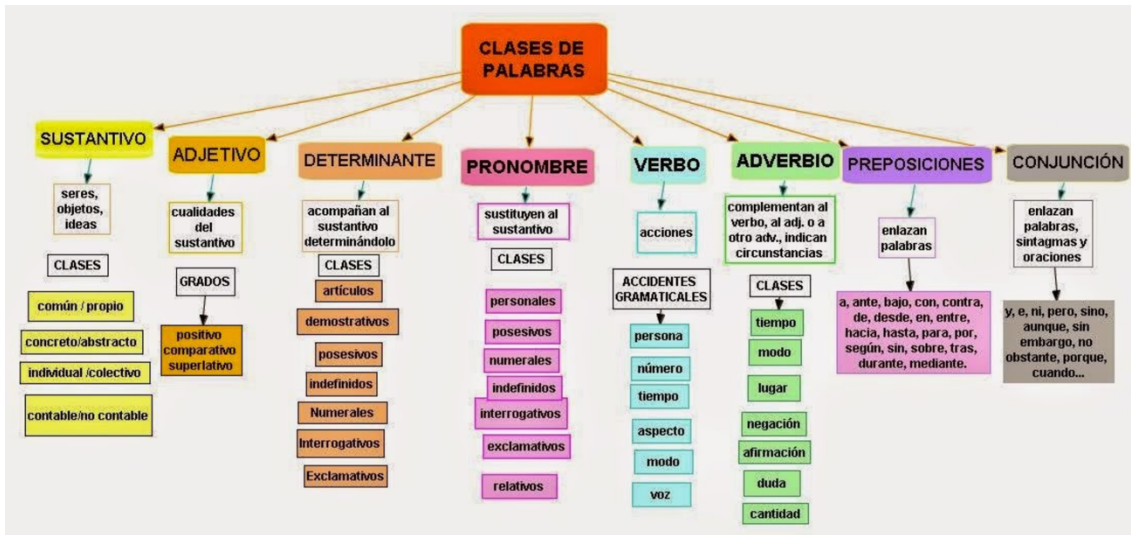 CLASES DE
PALABRAS
SUSTANTIVO
seres,
objetos,
ideas
CLASES
común / propio
concreto/abstracto
individual /colectivo
contable/no contable
ADJETIVO
cualidades
del
sustantivo
GRADOS
positivo
comparativo
superlativo
DETERMINANTE
acompañan al
sustantivo
determinándolo
CLASES
artículos
demostrativos
posesivos
indefinidos
Numerales
Interrogativos
Exclamativos
PRONOMBRE
sustituyen al
sustantivo
CLASES
personales
posesivos
numerales
indefinidos
interrogativos
exclamativos
relativos
VERBO
acciones
ACCIDENTES
GRAMATICALES
persona
número
tiempo
aspecto
modo
voz
ADVERBIO
complementan al
verbo, al adj. o a
otro adv., indican
circunstancias
CLASES
tiempo
modo
lugar
negación
afirmación
duda
cantidad
PREPOSICIONES
enlazan
palabras
a, ante, bajo, con, contra,
de, desde, en, entre,
hacia, hasta, para, por,
según, sin, sobre, tras,
durante, mediante.
CONJUNCIÓN
enlazan
palabras,
sintagmas y
oraciones
y, e, ni, pero, sino,
aunque, sin
embargo, no
obstante, porque,
cuando...